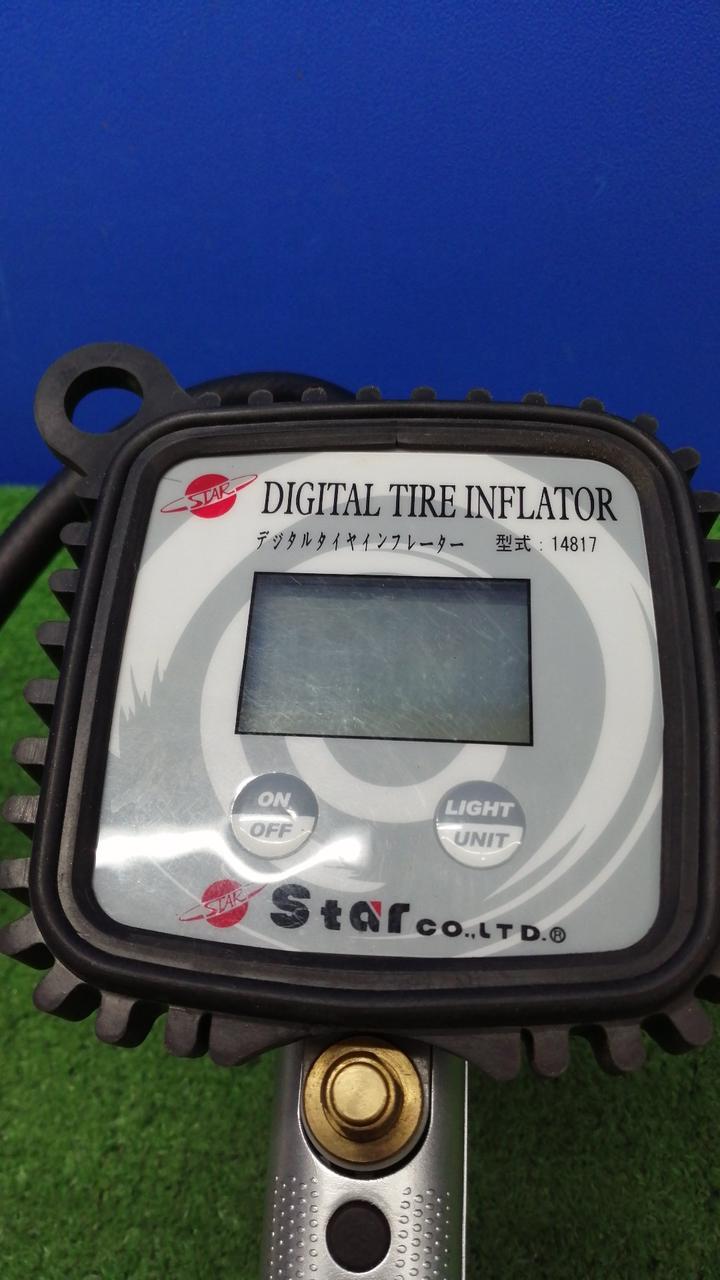 STAR
DIGITAL TIRE INFLATOR
デジタルタイヤインフレーター 型式:14817
ON
OFF
LIGHT
UNIT
STAR
Star CO.,LTD.®